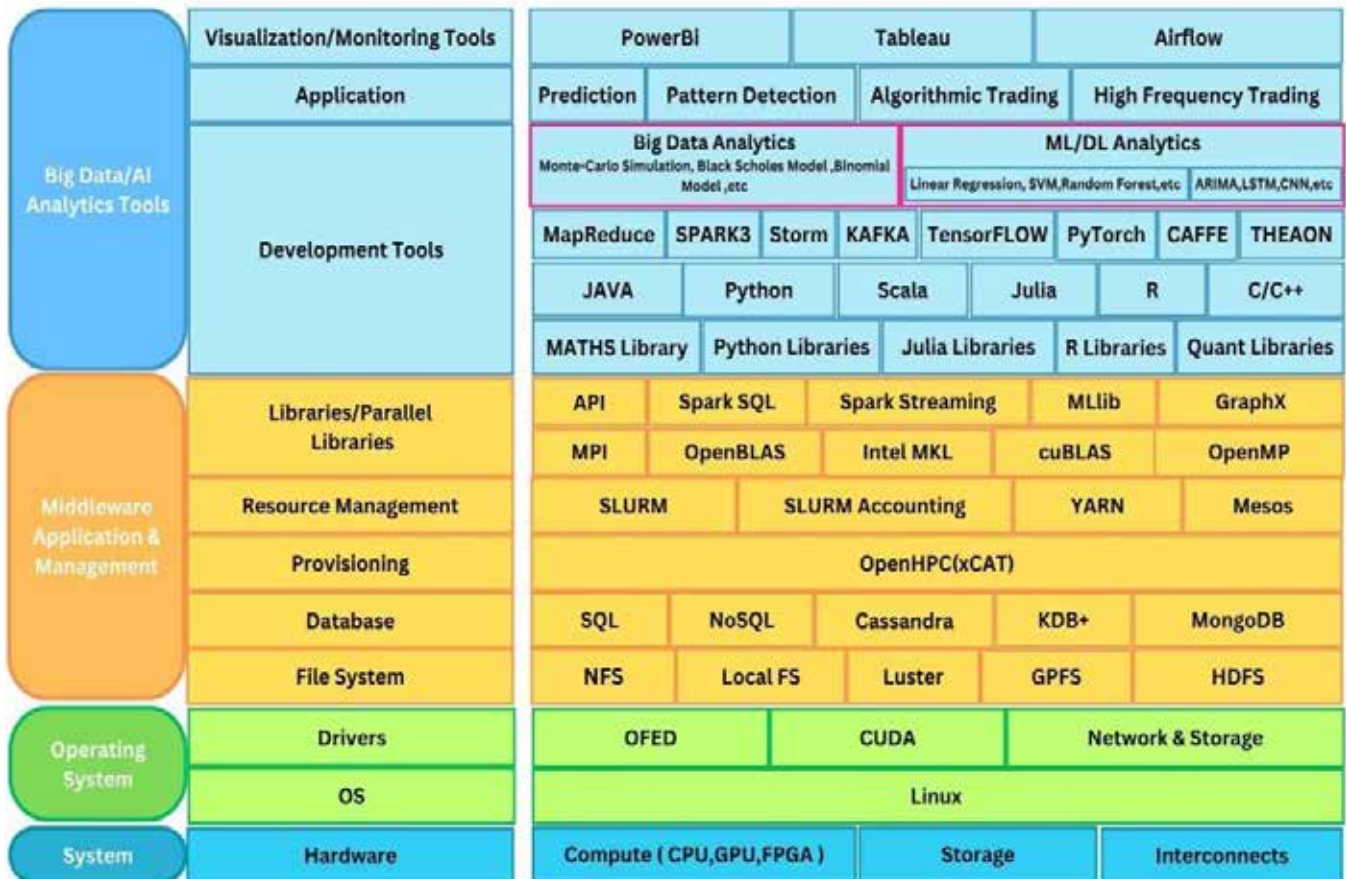 Visualization/Monitoring Tools
PowerBi
Tableau
Airflow
Application
Prediction
Pattern Detection
Algorithmic Trading
High Frequency Trading
Big Data/AI
Analytics Tools
Development Tools
Big Data Analytics
Monte-Carlo Simulation, Black Scholes Model ,Binomial
Model ,etc
ML/DL Analytics
Linear Regression, SVM,Random Forest,etc
ARIMA,LSTM,CNN,etc
MapReduce
SPARK3
Storm
KAFKA
TensorFLOW
PyTorch
CAFFE
THEAON
JAVA
Python
Scala
Julia
R
C/C++
MATHS Library
Python Libraries
Julia Libraries
R Libraries
Quant Libraries
Middleware
Application &
Management
Libraries/Parallel
Libraries
API
Spark SQL
Spark Streaming
MLlib
GraphX
MPI
OpenBLAS
Intel MKL
cuBLAS
OpenMP
Resource Management
SLURM
SLURM Accounting
YARN
Mesos
Provisioning
OpenHPC(xCAT)
Database
SQL
NoSQL
Cassandra
KDB+
MongoDB
File System
NFS
Local FS
Luster
GPFS
HDFS
Operating
System
Drivers
OFED
CUDA
Network & Storage
OS
Linux
System
Hardware
Compute ( CPU,GPU,FPGA )
Storage
Interconnects